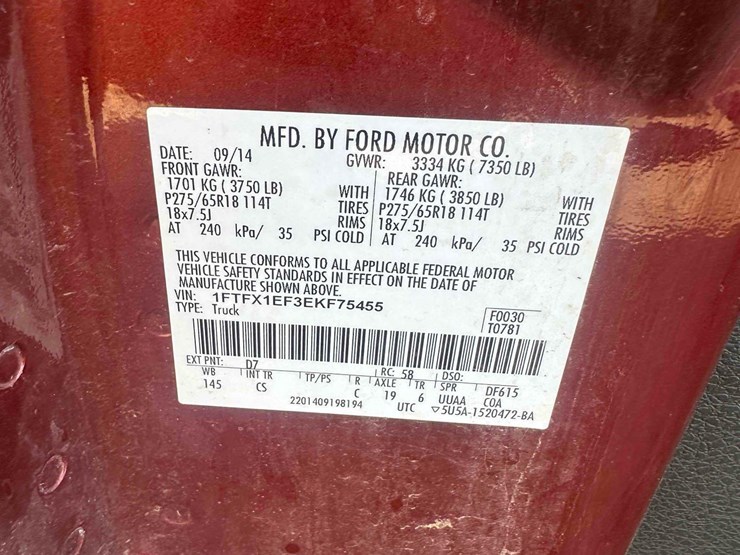 MFD. BY FORD MOTOR CO.
DATE: 09/14 GVWR: 3334 KG ( 7350 LB)
FRONT GAWR: REAR GAWR:
1701 KG ( 3750 LB) WITH 1746 KG ( 3850 LB) WITH
P275/65R18 114T TIRES P275/65R18 114T TIRES
18x7.5J RIMS 18x7.5J RIMS
AT 240 kPa/ 35 PSI COLD AT 240 kPa/ 35 PSI COLD
THIS VEHICLE CONFORMS TO ALL APPLICABLE FEDERAL MOTOR
VEHICLE SAFETY STANDARDS IN EFFECT ON THE DATE OF
MANUFACTURE SHOWN ABOVE.
VIN: 1FTFX1EF3EKF75455 F0030
TYPE: Truck T0781
EXT PNT: D7 RC: 58 DSO:
WB INT TR TP/PS R AXLE TR SPR DF615
145 CS C 19 6 UUAA COA
2201409198194 UTC ▽5U5A-1520472-BA